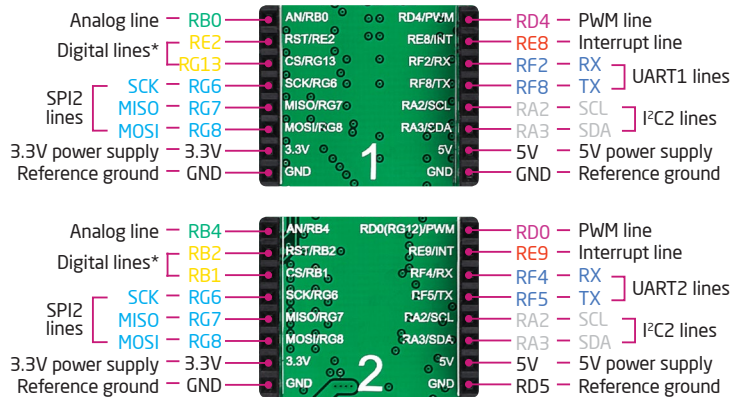 Analog line — RB0 AN/RB0 RD4/PWM RD4 — PWM line
Digital lines* RE2 RST/RE2 RE8/INT RE8 — Interrupt line
RG13 CS/RG13 RF2/RX RF2 — RX UART1 lines
SPI2 lines SCK — RG6 SCK/RG6 RF8/TX RF8 — TX
MISO — RG7 MISO/RG7 RA2/SCL RA2 — SCL I²C2 lines
MOSI — RG8 MOSI/RG8 RA3/SDA RA3 — SDA
3.3V power supply — 3.3V 3.3V 1 5V 5V — 5V power supply
Reference ground — GND GND GND GND — Reference ground
Analog line — RB4 AN/RB4 RD0(RG12)/PWM RD0 — PWM line
Digital lines* RB2 RST/RB2 RE9/INT RE9 — Interrupt line
RB1 CS/RB1 RF4/RX RF4 — RX UART2 lines
SPI2 lines SCK — RG6 SCK/RG6 RF5/TX RF5 — TX
MISO — RG7 MISO/RG7 RA2/SCL RA2 — SCL I²C2 lines
MOSI — RG8 MOSI/RG8 RA3/SDA RA3 — SDA
3.3V power supply — 3.3V 3.3V 2 5V 5V — 5V power supply
Reference ground — GND GND GND RD5 — Reference ground